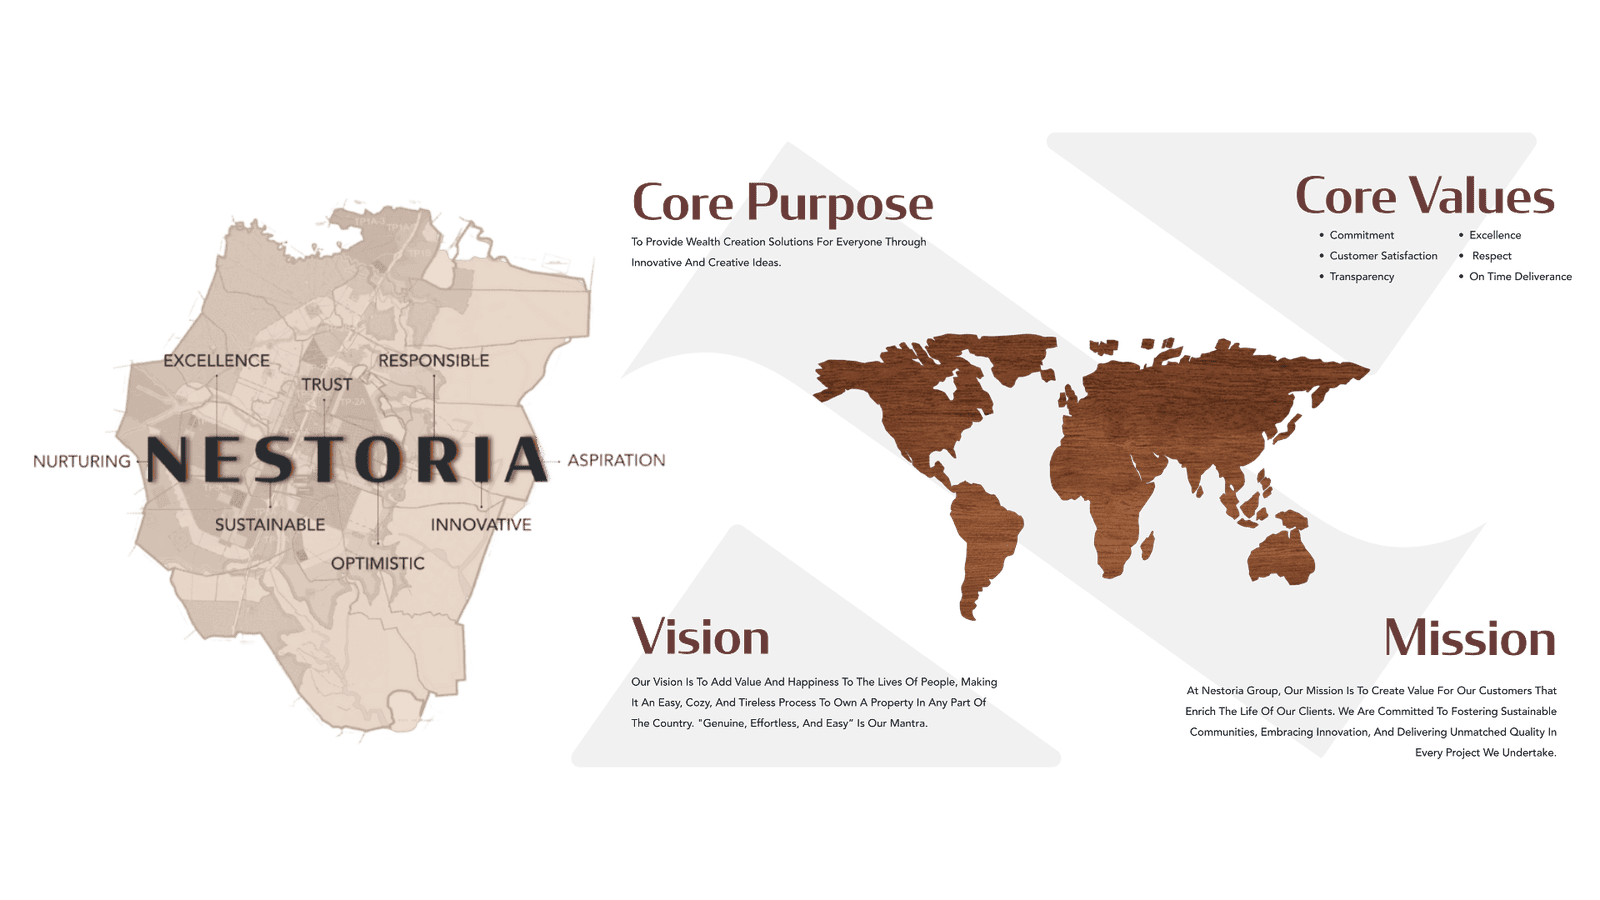 EXCELLENCE
RESPONSIBLE
TRUST
NURTURING
NESTORIA
ASPIRATION
SUSTAINABLE
INNOVATIVE
OPTIMISTIC
Core Purpose
To Provide Wealth Creation Solutions For Everyone Through
Innovative And Creative Ideas.
Core Values
• Commitment
• Customer Satisfaction
• Transparency
• Excellence
• Respect
• On Time Deliverance
Vision
Our Vision Is To Add Value And Happiness To The Lives Of People, Making
It An Easy, Cozy, And Tireless Process To Own A Property In Any Part Of
The Country. "Genuine, Effortless, And Easy" Is Our Mantra.
Mission
At Nestoria Group, Our Mission Is To Create Value For Our Customers That
Enrich The Life Of Our Clients. We Are Committed To Fostering Sustainable
Communities, Embracing Innovation, And Delivering Unmatched Quality In
Every Project We Undertake.